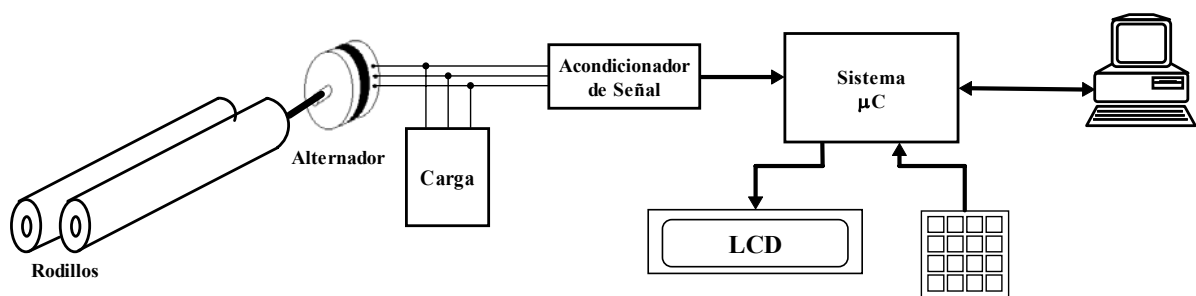 Rodillos
Alternador
Carga
Acondicionador
de Señal
Sistema
μC
LCD